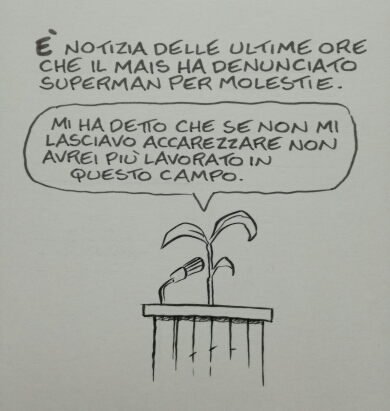 È NOTIZIA DELLE ULTIME ORE
CHE IL MAIS HA DENUNCIATO
SUPERMAN PER MOLESTIE.
MI HA DETTO CHE SE NON MI
LASCIAVO ACCAREZZARE NON
AVREI PIÙ LAVORATO IN
QUESTO CAMPO.